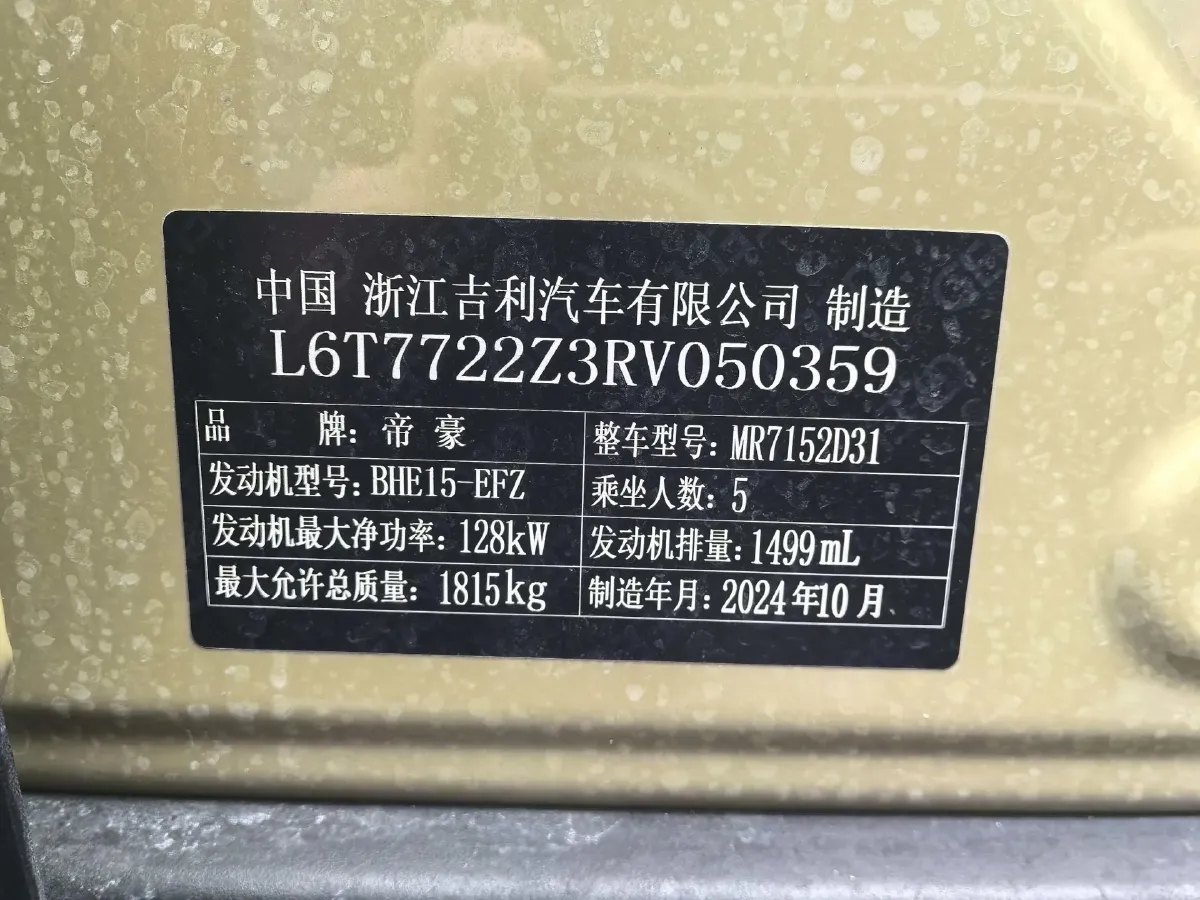 中国 浙江吉利汽车有限公司 制造
L6T7722Z3RV050359
品 牌: 帝豪 整车型号: MR7152D31
发动机型号: BHE15-EFZ 乘坐人数: 5
发动机最大净功率: 128kW 发动机排量: 1499mL
最大允许总质量: 1815kg 制造年月: 2024年10月